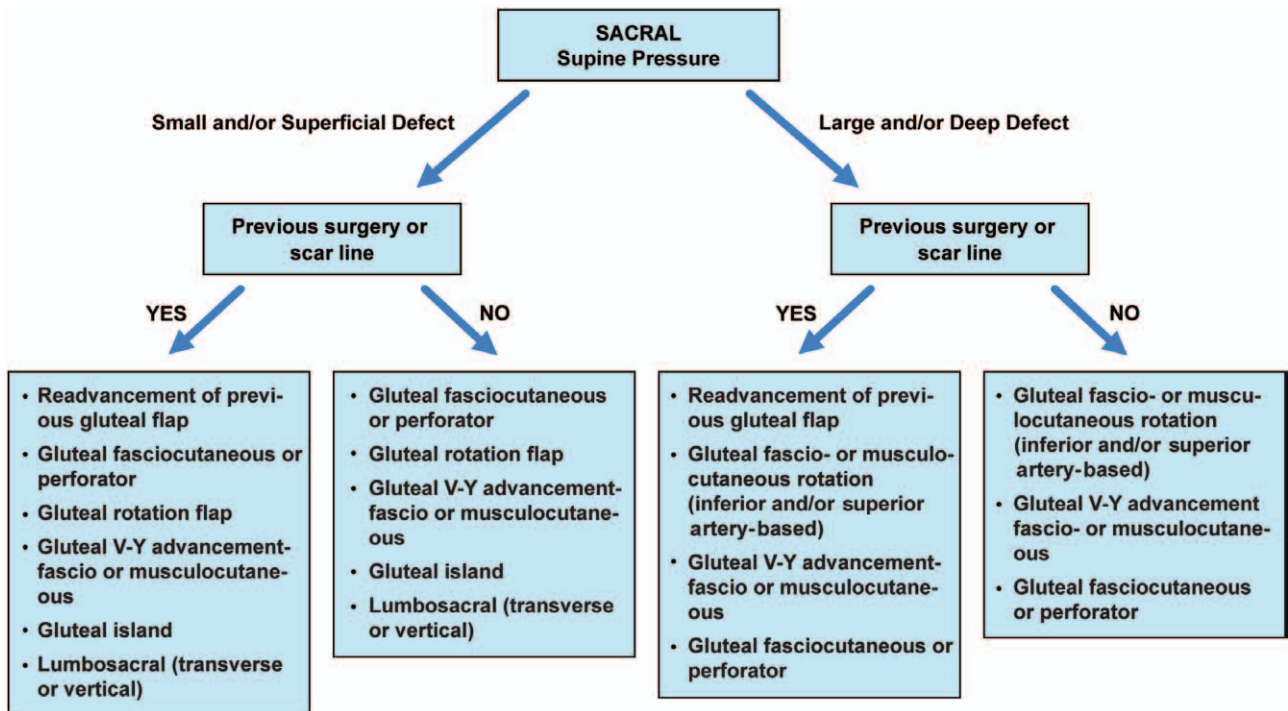 SACRAL
Supine Pressure
Small and/or Superficial Defect
Large and/or Deep Defect
Previous surgery or
scar line
Previous surgery or
scar line
YES
NO
YES
NO
• Readvancement of previ-
ous gluteal flap
• Gluteal fasciocutaneous or
perforator
• Gluteal rotation flap
• Gluteal V-Y advancement-
fascio or musculocutane-
ous
• Gluteal island
• Lumbosacral (transverse
or vertical)
• Gluteal fasciocutaneous
or perforator
• Gluteal rotation flap
• Gluteal V-Y advancement-
fascio or musculocutane-
ous
• Gluteal island
• Lumbosacral (transverse
or vertical)
• Readvancement of previ-
ous gluteal flap
• Gluteal fascio- or musculo-
cutaneous rotation
(inferior and/or superior
artery-based)
• Gluteal V-Y advancement-
fascio or musculocutane-
ous
• Gluteal fasciocutaneous or
perforator
• Gluteal fascio- or muscu-
locutaneous rotation
(inferior and/or superior
artery-based)
• Gluteal V-Y advancement
fascio- or musculocutane-
ous
• Gluteal fasciocutaneous
or perforator